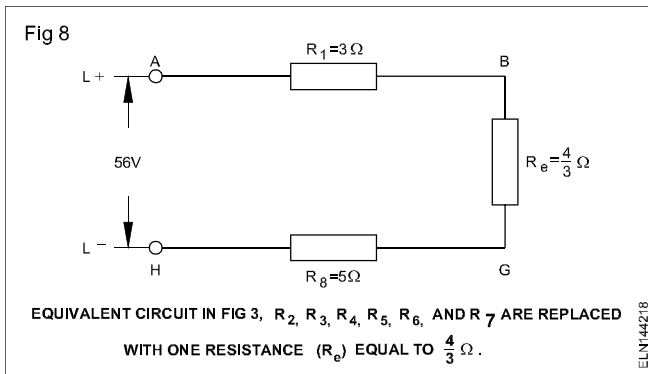 Fig 8
A
R1=3Ω
B
L+
56V
Re=4/3 Ω
L-
H
R8=5Ω
G
EQUIVALENT CIRCUIT IN FIG 3, R2, R3, R4, R5, R6, AND R7 ARE REPLACED
WITH ONE RESISTANCE (Re) EQUAL TO 4/3 Ω.
ELN144218